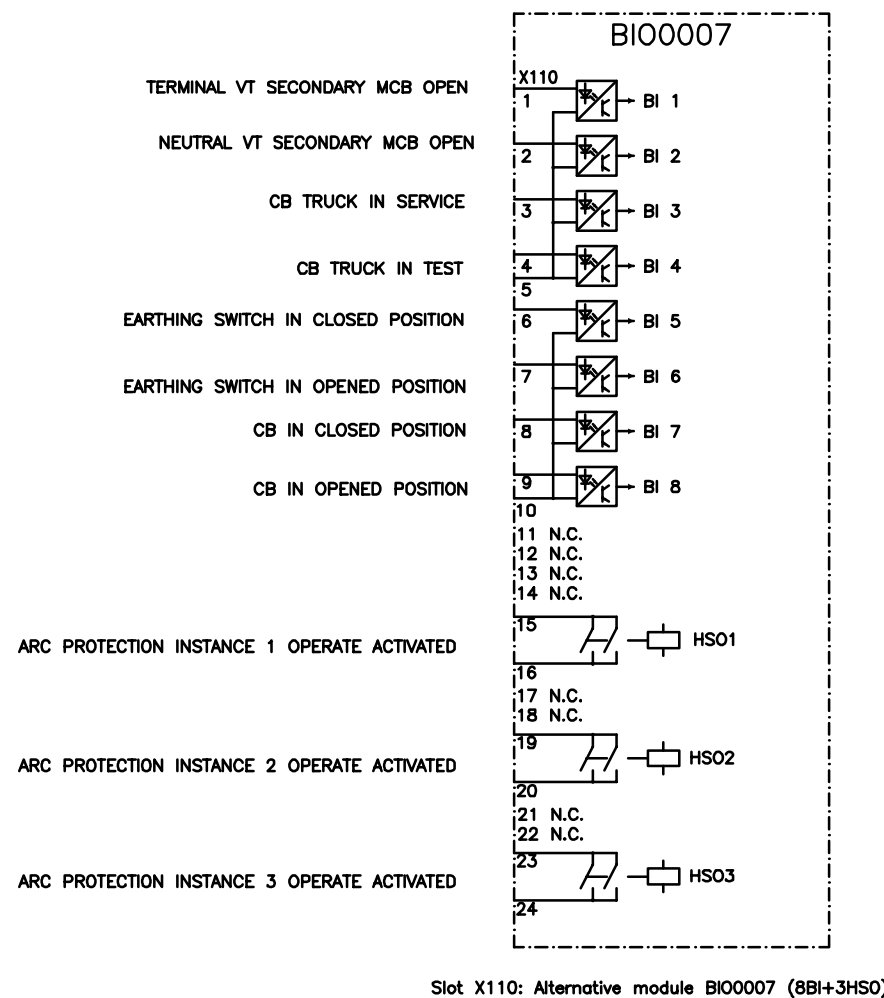 BIO0007
X110
TERMINAL VT SECONDARY MCB OPEN
1
BI 1
NEUTRAL VT SECONDARY MCB OPEN
2
BI 2
CB TRUCK IN SERVICE
3
BI 3
CB TRUCK IN TEST
4
BI 4
5
EARTHING SWITCH IN CLOSED POSITION
6
BI 5
EARTHING SWITCH IN OPENED POSITION
7
BI 6
CB IN CLOSED POSITION
8
BI 7
CB IN OPENED POSITION
9
BI 8
10
11 N.C.
12 N.C.
13 N.C.
14 N.C.
15
ARC PROTECTION INSTANCE 1 OPERATE ACTIVATED
HSO1
16
17 N.C.
18 N.C.
19
ARC PROTECTION INSTANCE 2 OPERATE ACTIVATED
HSO2
20
21 N.C.
22 N.C.
23
ARC PROTECTION INSTANCE 3 OPERATE ACTIVATED
HSO3
24
Slot X110: Alternative module BIO0007 (8BI+3HSO)